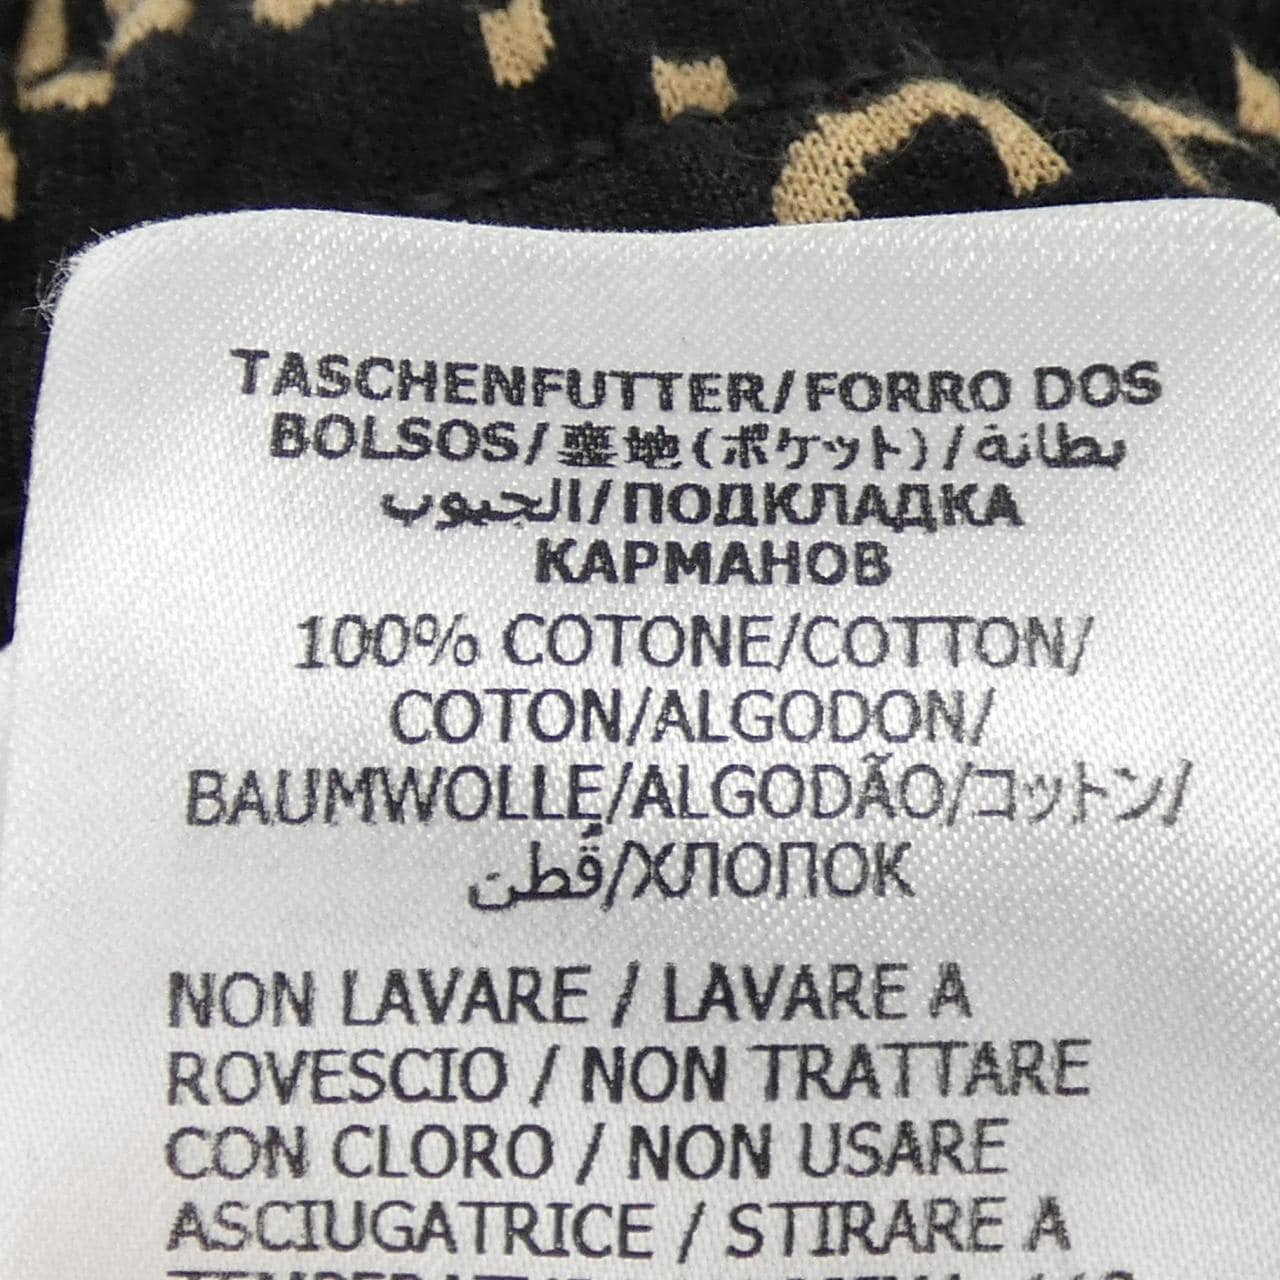 TASCHENFUTTER/FORRO DOS
BOLSOS/裏地(ポケット)/بطانة
الجيوب/ПОДКЛАДКА
КАРМАНОВ
100% COTONE/COTTON/
COTON/ALGODON/
BAUMWOLLE/ALGODÃO/コットン/
قُطن/ХЛОПОК
NON LAVARE / LAVARE A
ROVESCIO / NON TRATTARE
CON CLORO / NON USARE
ASCIUGATRICE / STIRARE A